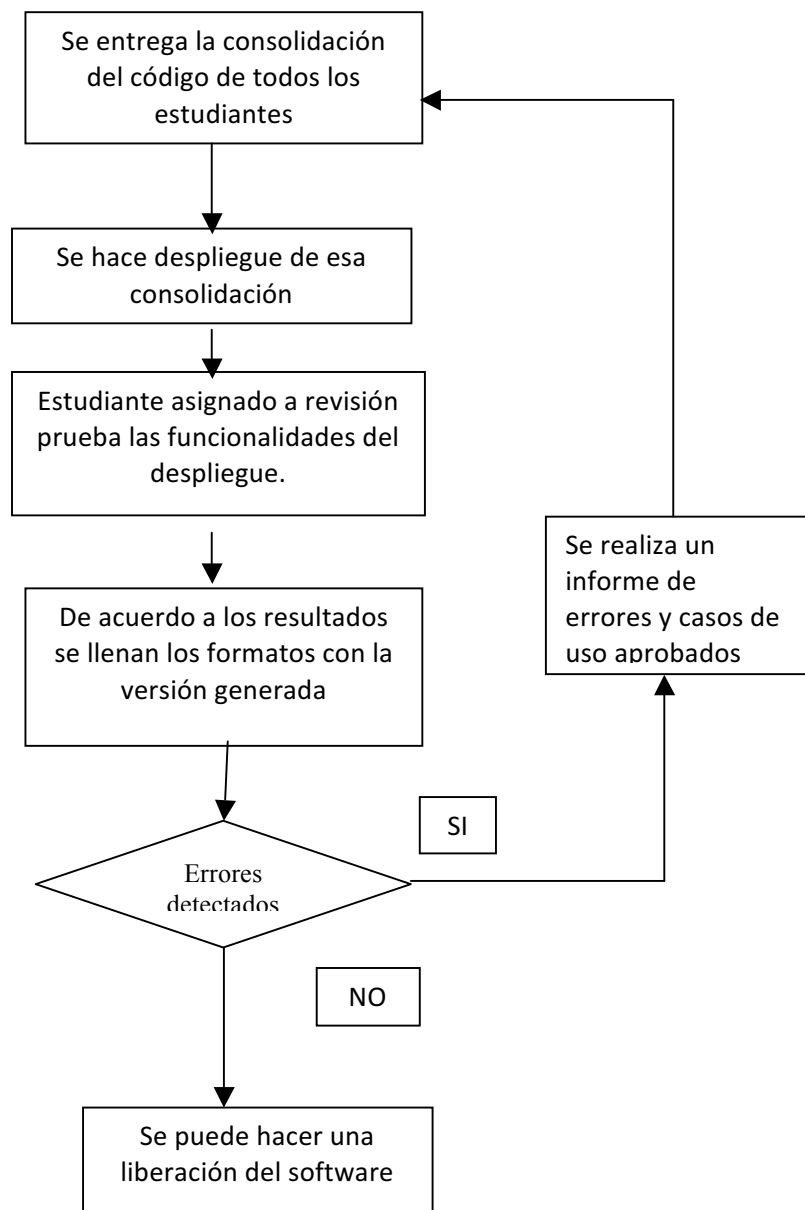 Se entrega la consolidación
del código de todos los
estudiantes
Se hace despliegue de esa
consolidación
Estudiante asignado a revisión
prueba las funcionalidades del
despliegue.
De acuerdo a los resultados
se llenan los formatos con la
versión generada
Se realiza un
informe de
errores y casos de
uso aprobados
SI
Errores
detectados
NO
Se puede hacer una
liberación del software